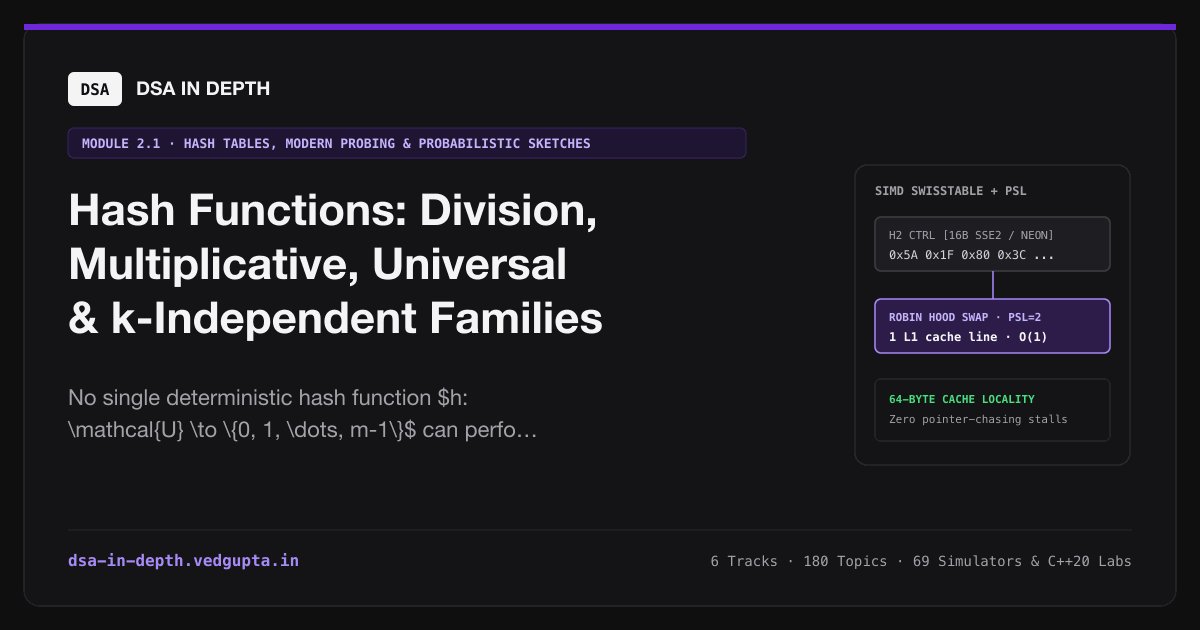 DSA
DSA IN DEPTH
MODULE 2.1 · HASH TABLES, MODERN PROBING & PROBABILISTIC SKETCHES
Hash Functions: Division,
Multiplicative, Universal
& k-Independent Families
No single deterministic hash function $h:
\mathcal{U} \to \{0, 1, \dots, m-1\}$ can perfo…
SIMD SWISSTABLE + PSL
H2 CTRL [16B SSE2 / NEON]
0x5A 0x1F 0x80 0x3C ...
ROBIN HOOD SWAP · PSL=2
1 L1 cache line · O(1)
64-BYTE CACHE LOCALITY
Zero pointer-chasing stalls
dsa-in-depth.vedgupta.in
6 Tracks · 180 Topics · 69 Simulators & C++20 Labs